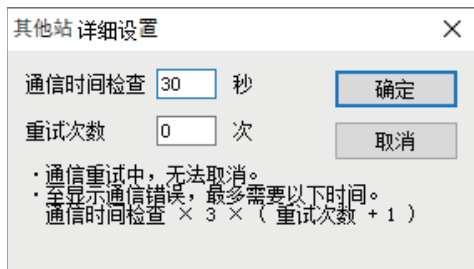 其他站 详细设置
通信时间检查 30 秒 确定
重试次数 0 次 取消
·通信重试中，无法取消。
·至显示通信错误，最多需要以下时间。
通信时间检查 × 3 × ( 重试次数 + 1 )